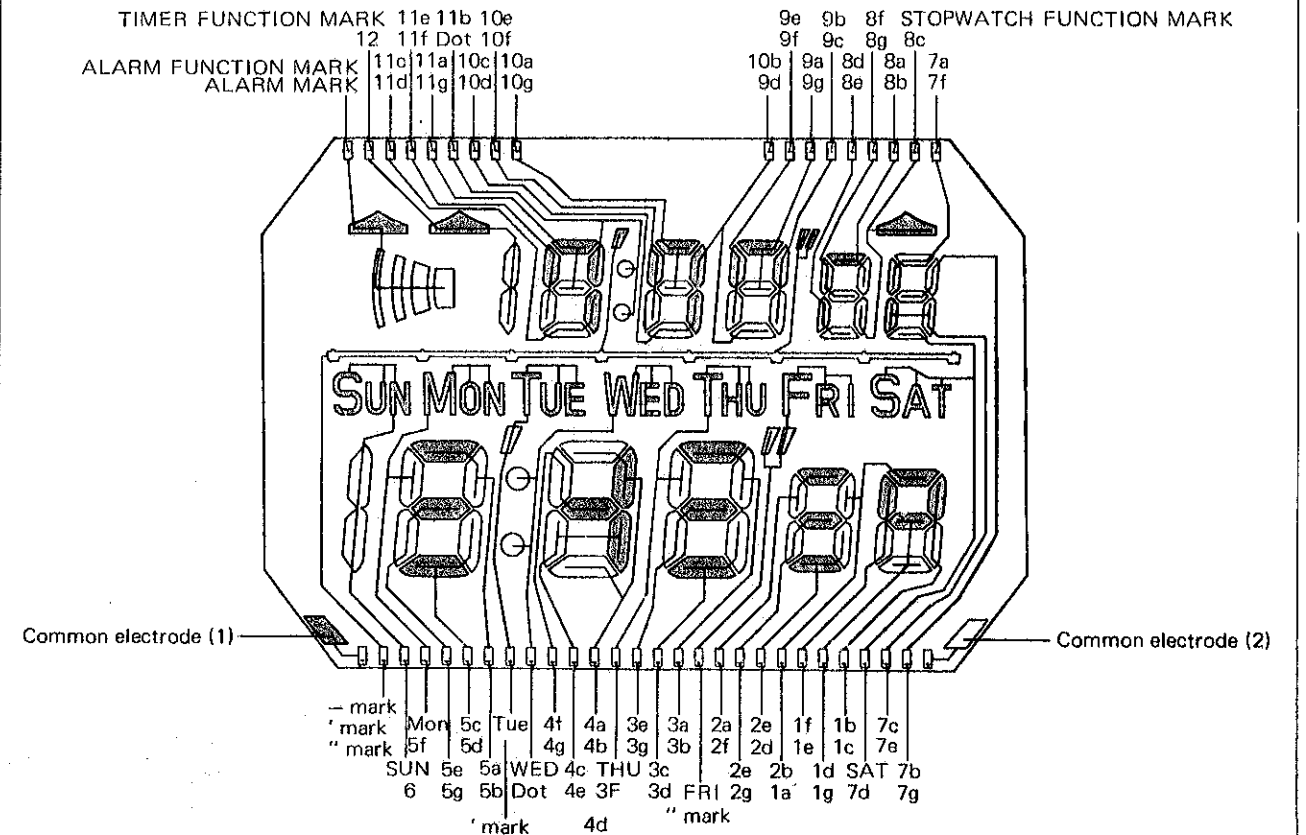 TIMER FUNCTION MARK 11e 11b 10e 9e 9b 8f STOPWATCH FUNCTION MARK
12 11f Dot 10f 9f 9c 8g 8c
ALARM FUNCTION MARK 11c 11a 10c 10a 10b 9a 8d 8a 7a
ALARM MARK 11d 11g 10d 10g 9d 9g 8e 8b 7f
SUN MON TUE WED THU FRI SAT
Common electrode (1) Common electrode (2)
– mark
' mark Mon 5c Tue 4f 4a 3e 3a 2a 2e 1f 1b 7c
" mark 5f 5d 4g 4b 3g 3b 2f 2d 1e 1c 7e
SUN 5e 5a WED 4c THU 3c 2e 2b 1d SAT 7b
6 5g 5b Dot 4e 3F 3d FRI 2g 1a 1g 7d 7g
" mark
' mark 4d